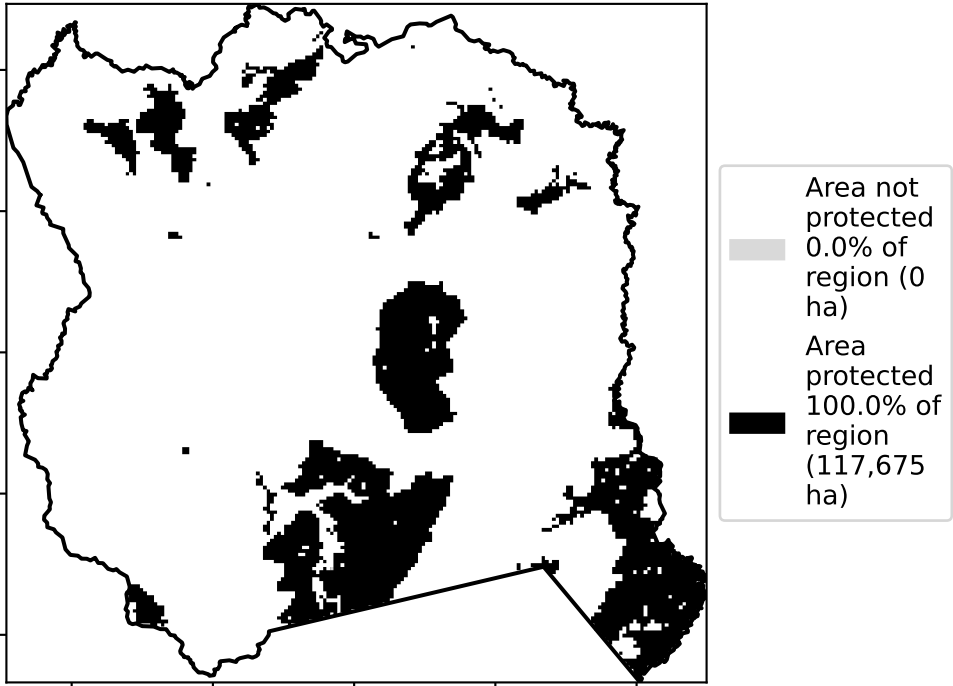 Area not
protected
0.0% of
region (0
ha)
Area
protected
100.0% of
region
(117,675
ha)